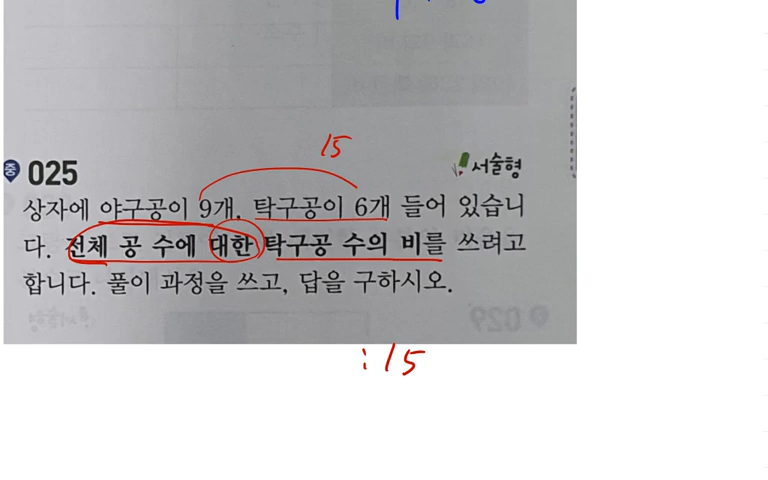 15
중 025 서술형
상자에 야구공이 9개, 탁구공이 6개 들어 있습니
다. 전체 공 수에 대한 탁구공 수의 비를 쓰려고
합니다. 풀이 과정을 쓰고, 답을 구하시오.
029
:15